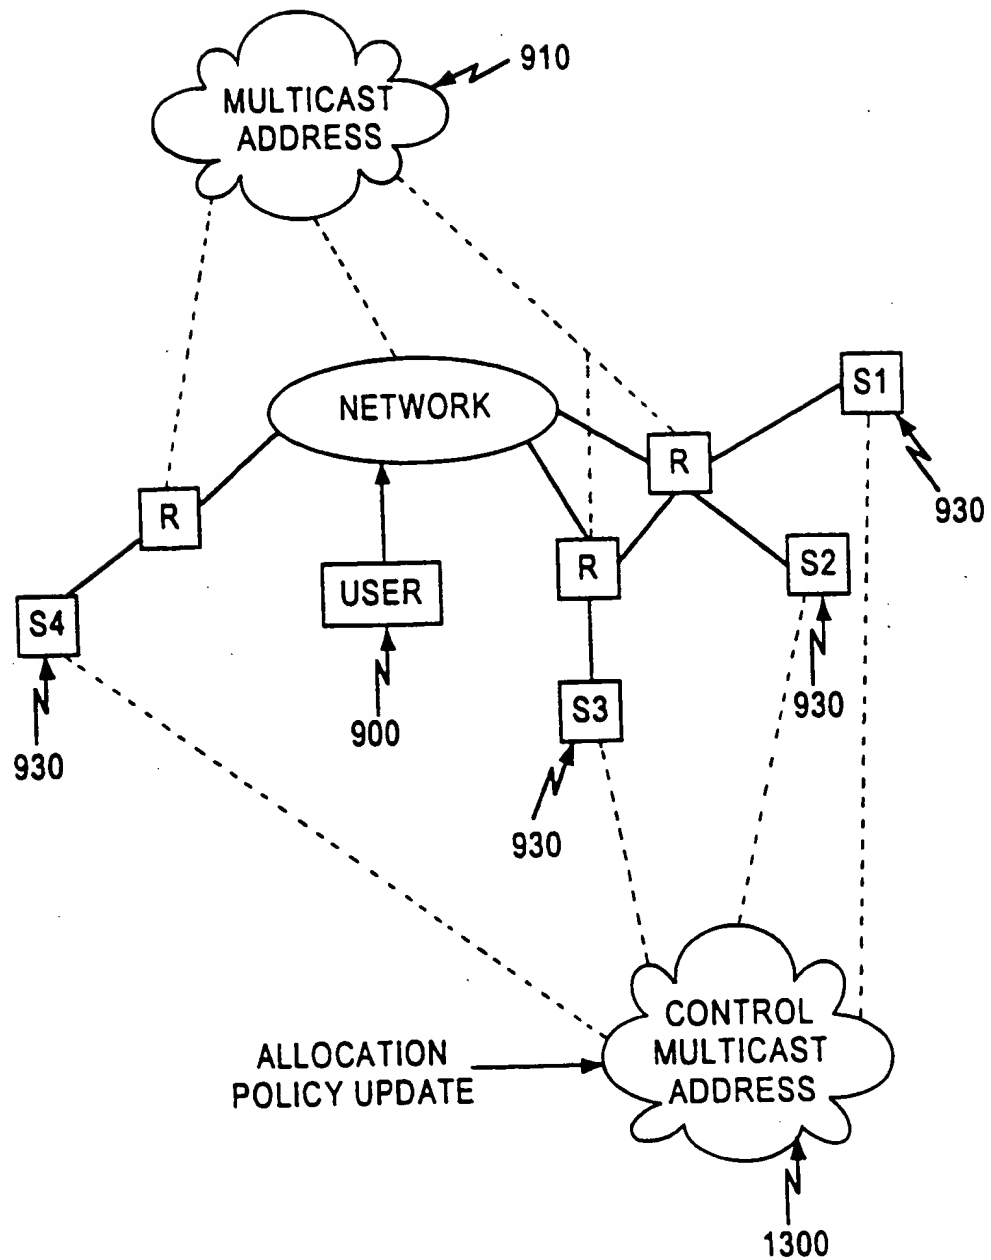 910
MULTICAST
ADDRESS
NETWORK
S1
R
930
R
R
S2
USER
S4
S3
930
900
930
930
CONTROL
MULTICAST
ADDRESS
ALLOCATION
POLICY UPDATE
1300